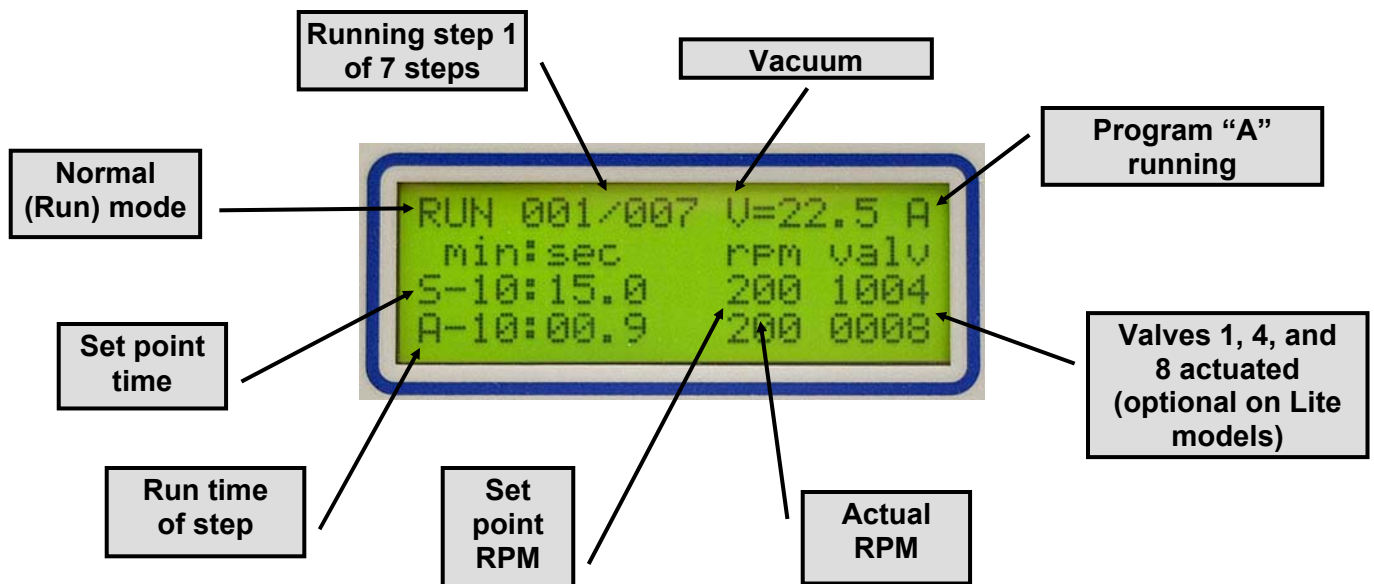 Running step 1
of 7 steps
Vacuum
Program “A”
running
Normal
(Run) mode
RUN 001/007 V=22.5 A
min:sec rpm valv
S-10:15.0 200 1004
A-10:00.9 200 0008
Set point
time
Valves 1, 4, and
8 actuated
(optional on Lite
models)
Run time
of step
Set
point
RPM
Actual
RPM